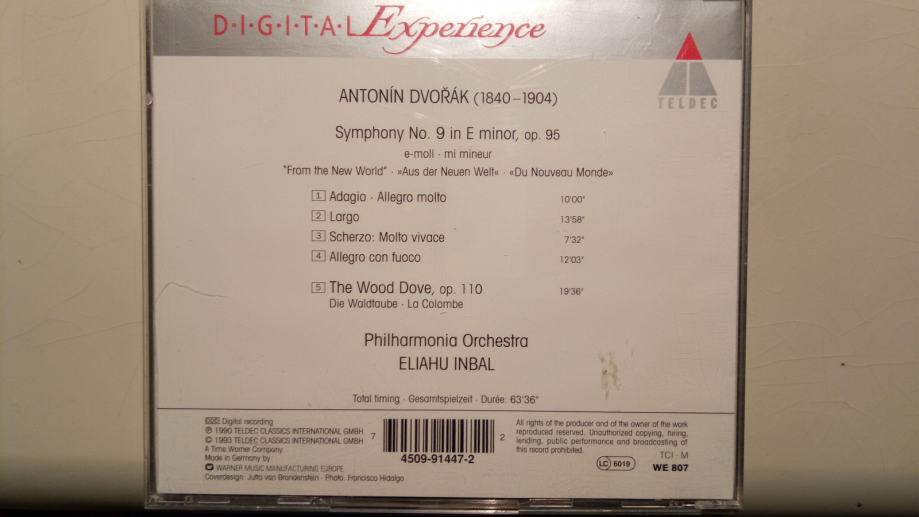 D·I·G·I·T·A·L Experience
TELDEC
ANTONÍN DVOŘÁK (1840–1904)
Symphony No. 9 in E minor, op. 95
e-moll · mi mineur
"From the New World" · »Aus der Neuen Welt« · «Du Nouveau Monde»
1 Adagio · Allegro molto 10'00"
2 Largo 13'58"
3 Scherzo: Molto vivace 7'32"
4 Allegro con fuoco 12'03"
5 The Wood Dove, op. 110 19'36"
Die Waldtaube · La Colombe
Philharmonia Orchestra
ELIAHU INBAL
Total timing · Gesamtspielzeit · Durée: 63'36"
DDD Digital recording
℗ 1990 TELDEC CLASSICS INTERNATIONAL GMBH
© 1993 TELDEC CLASSICS INTERNATIONAL GMBH
A Time Warner Company
Made in Germany by
WARNER MUSIC MANUFACTURING EUROPE
Coverdesign: Jutta van Brandenstein · Photo: Francisco Hidalgo
7 4509-91447-2 2
All rights of the producer and of the owner of the work
reproduced reserved. Unauthorized copying, hiring,
lending, public performance and broadcasting of
this record prohibited.
TCI · M
LC 6019
WE 807